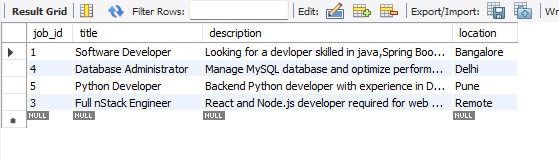 Result Grid Filter Rows: Edit: Export/Import:
job_id title description location
1 Software Developer Looking for a devloper skilled in java,Spring Boo... Bangalore
4 Database Administrator Manage MySQL database and optimize perform... Delhi
5 Python Developer Backend Python developer with experience in D... Pune
3 Full nStack Engineer React and Node.js developer required for web ... Remote
NULL NULL NULL NULL